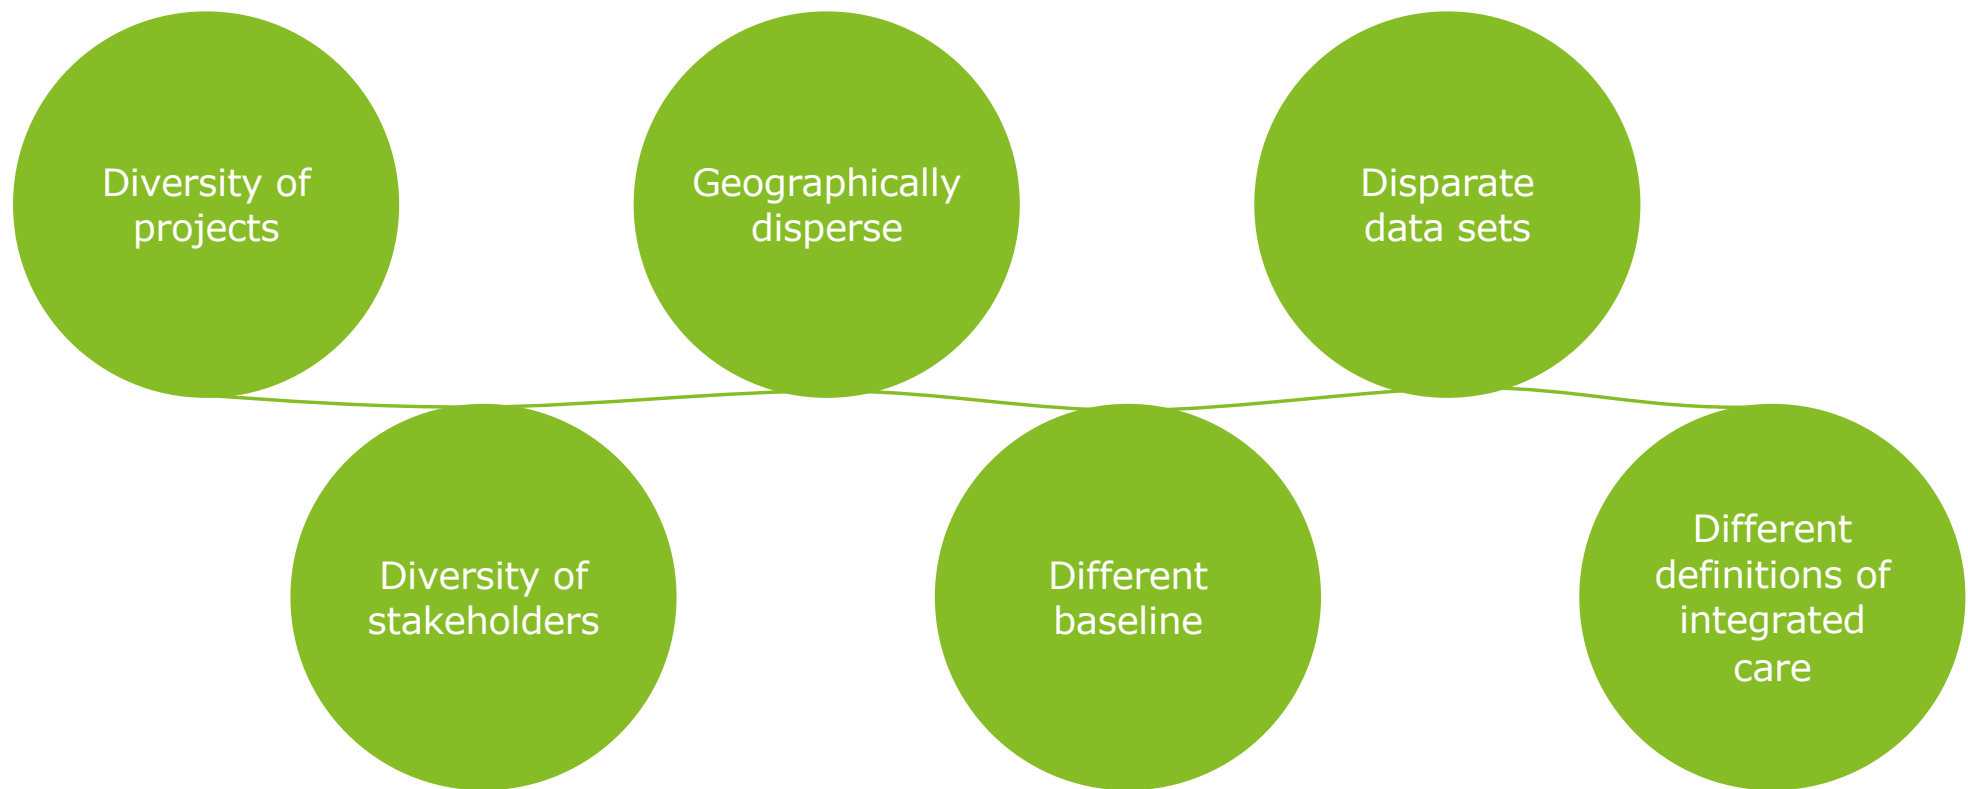 Diversity of
projects
Geographically
disperse
Disparate
data sets
Diversity of
stakeholders
Different
baseline
Different
definitions of
integrated
care